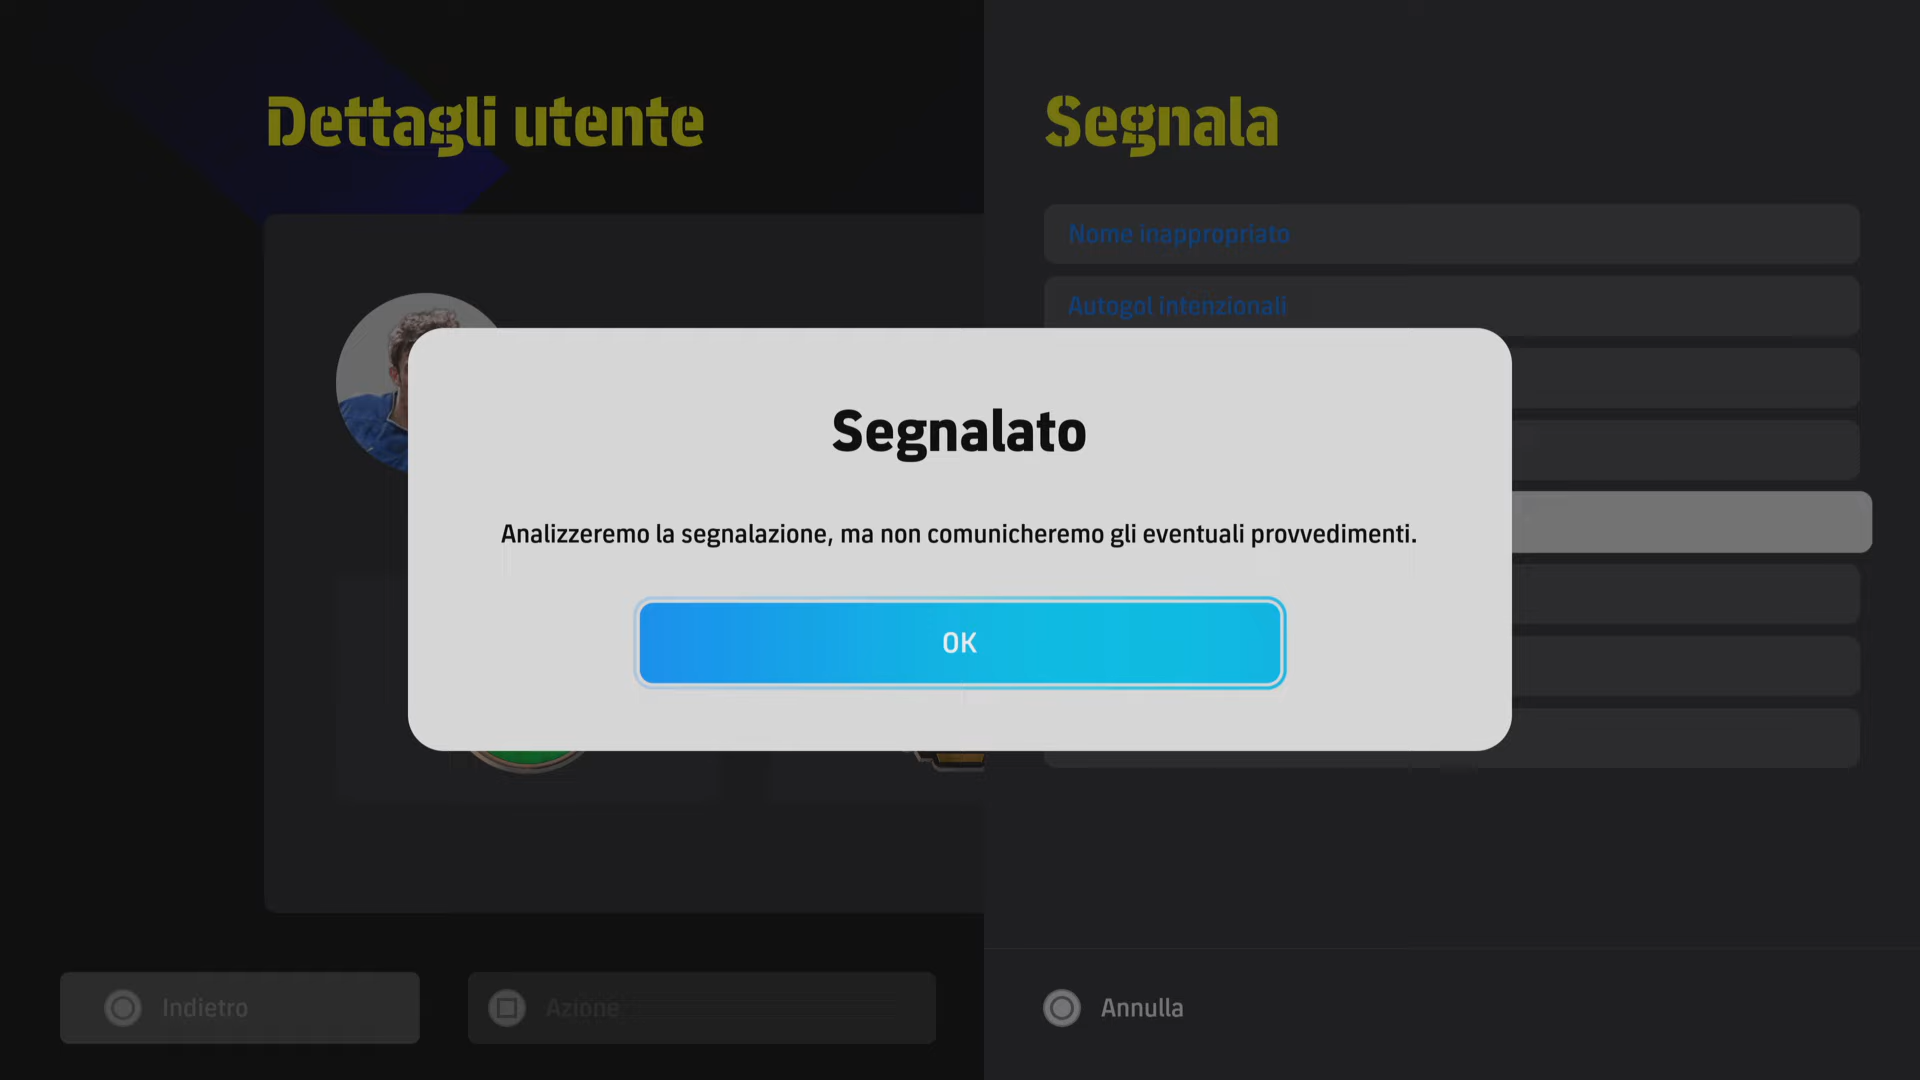 Dettagli utente
Segnala
Nome inappropriato
Autogol intenzionali
Segnalato
Analizzeremo la segnalazione, ma non comunicheremo gli eventuali provvedimenti.
OK
Indietro
Azione
Annulla